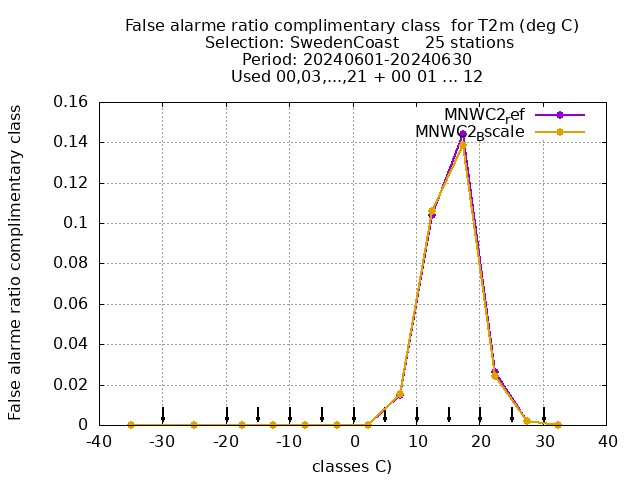 False alarme ratio complimentary class  for T2m (deg C)
Selection: SwedenCoast     25 stations
Period: 20240601-20240630
Used 00,03,...,21 + 00 01 ... 12
False alarme ratio complimentary class
0.16
0.14
0.12
0.1
0.08
0.06
0.04
0.02
0
MNWC2ref
MNWC2Bscale
-40 -30 -20 -10 0 10 20 30 40
classes C)